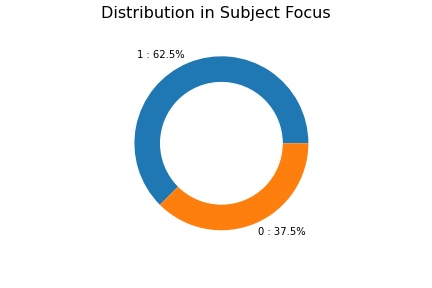 Distribution in Subject Focus
1 : 62.5%
0 : 37.5%